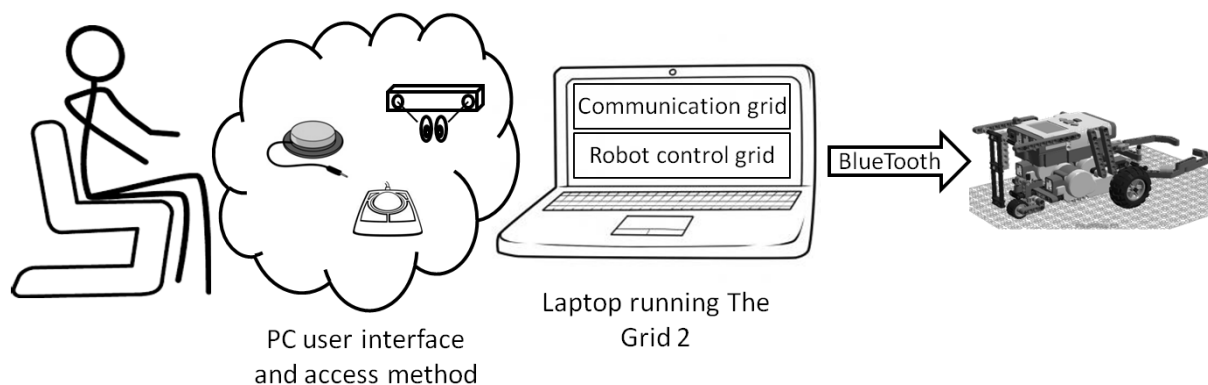 Communication grid
Robot control grid
BlueTooth
Laptop running The
Grid 2
PC user interface
and access method